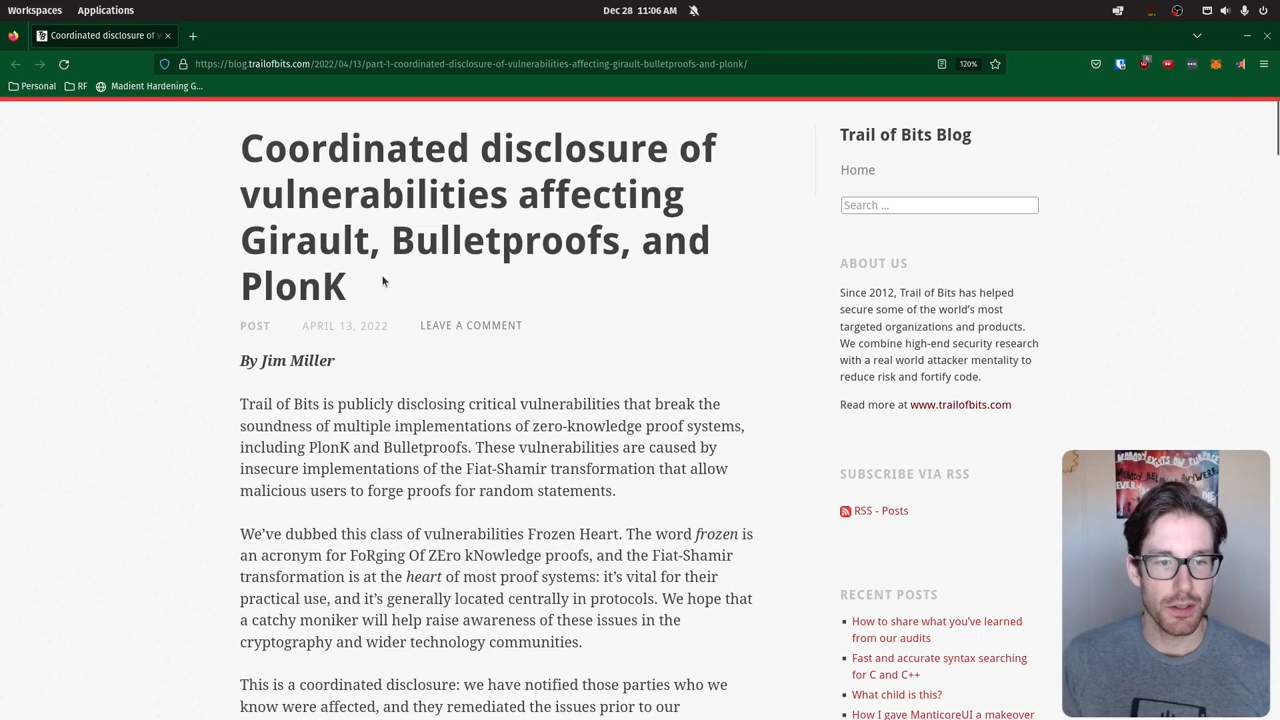 Workspaces Applications Dec 28 11:06 AM
Coordinated disclosure of v
https://blog.trailofbits.com/2022/04/13/part-1-coordinated-disclosure-of-vulnerabilities-affecting-girault-bulletproofs-and-plonk/ 120%
Personal RF Madient Hardening G...
Coordinated disclosure of
vulnerabilities affecting
Girault, Bulletproofs, and
PlonK
POST APRIL 13, 2022 LEAVE A COMMENT
By Jim Miller
Trail of Bits is publicly disclosing critical vulnerabilities that break the
soundness of multiple implementations of zero-knowledge proof systems,
including PlonK and Bulletproofs. These vulnerabilities are caused by
insecure implementations of the Fiat-Shamir transformation that allow
malicious users to forge proofs for random statements.
We've dubbed this class of vulnerabilities Frozen Heart. The word frozen is
an acronym for FoRging Of ZEro kNowledge proofs, and the Fiat-Shamir
transformation is at the heart of most proof systems: it's vital for their
practical use, and it's generally located centrally in protocols. We hope that
a catchy moniker will help raise awareness of these issues in the
cryptography and wider technology communities.
This is a coordinated disclosure: we have notified those parties who we
know were affected, and they remediated the issues prior to our
Trail of Bits Blog
Home
Search ...
ABOUT US
Since 2012, Trail of Bits has helped
secure some of the world's most
targeted organizations and products.
We combine high-end security research
with a real world attacker mentality to
reduce risk and fortify code.
Read more at www.trailofbits.com
SUBSCRIBE VIA RSS
RSS - Posts
RECENT POSTS
How to share what you've learned
from our audits
Fast and accurate syntax searching
for C and C++
What child is this?
How I gave ManticoreUI a makeover